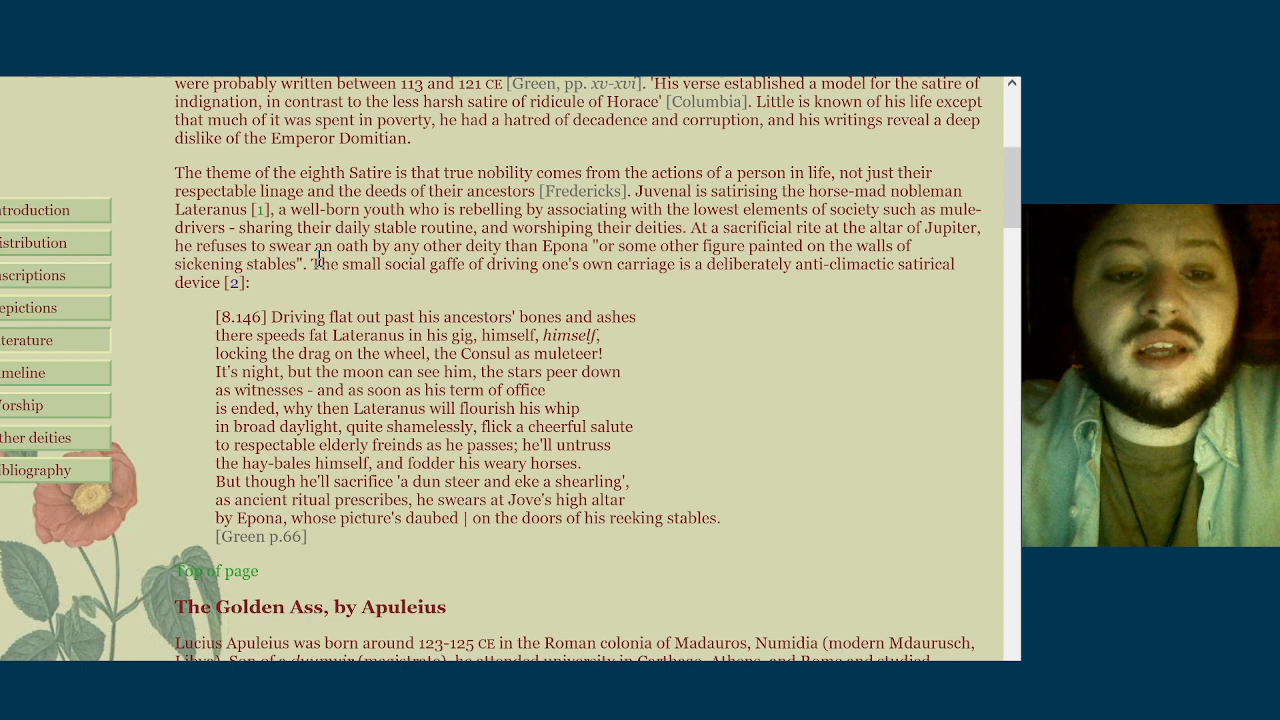 were probably written between 113 and 121 CE [Green, pp. xv-xvi]. 'His verse established a model for the satire of
indignation, in contrast to the less harsh satire of ridicule of Horace' [Columbia]. Little is known of his life except
that much of it was spent in poverty, he had a hatred of decadence and corruption, and his writings reveal a deep
dislike of the Emperor Domitian.
The theme of the eighth Satire is that true nobility comes from the actions of a person in life, not just their
respectable linage and the deeds of their ancestors [Fredericks]. Juvenal is satirising the horse-mad nobleman
Lateranus [1], a well-born youth who is rebelling by associating with the lowest elements of society such as mule-
drivers - sharing their daily stable routine, and worshiping their deities. At a sacrificial rite at the altar of Jupiter,
he refuses to swear an oath by any other deity than Epona "or some other figure painted on the walls of
sickening stables". The small social gaffe of driving one's own carriage is a deliberately anti-climactic satirical
device [2]:
ntroduction
istribution
scriptions
epictions
terature
meline
orship
ther deities
ibliography
[8.146] Driving flat out past his ancestors' bones and ashes
there speeds fat Lateranus in his gig, himself, himself,
locking the drag on the wheel, the Consul as muleteer!
It's night, but the moon can see him, the stars peer down
as witnesses - and as soon as his term of office
is ended, why then Lateranus will flourish his whip
in broad daylight, quite shamelessly, flick a cheerful salute
to respectable elderly freinds as he passes; he'll untruss
the hay-bales himself, and fodder his weary horses.
But though he'll sacrifice 'a dun steer and eke a shearling',
as ancient ritual prescribes, he swears at Jove's high altar
by Epona, whose picture's daubed | on the doors of his reeking stables.
[Green p.66]
Top of page
The Golden Ass, by Apuleius
Lucius Apuleius was born around 123-125 CE in the Roman colonia of Madauros, Numidia (modern Mdaurusch,
Libya). Son of a duumvir (magistrate), he attended university in Carthage, Athens, and Rome and studied